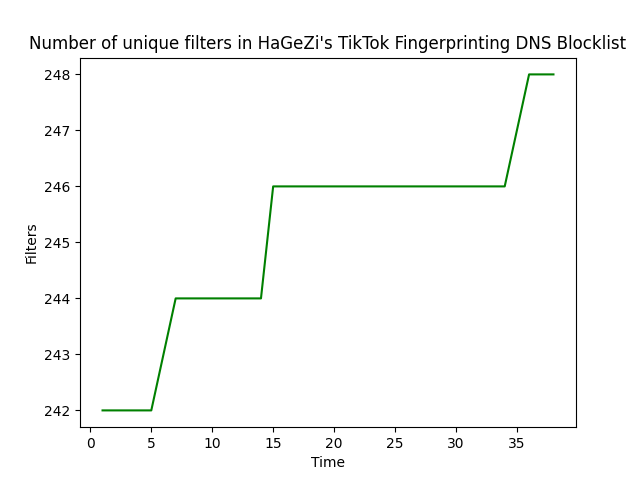 Number of unique filters in HaGeZi's TikTok Fingerprinting DNS Blocklist
248
247
246
245
244
243
242
Filters
0 5 10 15 20 25 30 35
Time